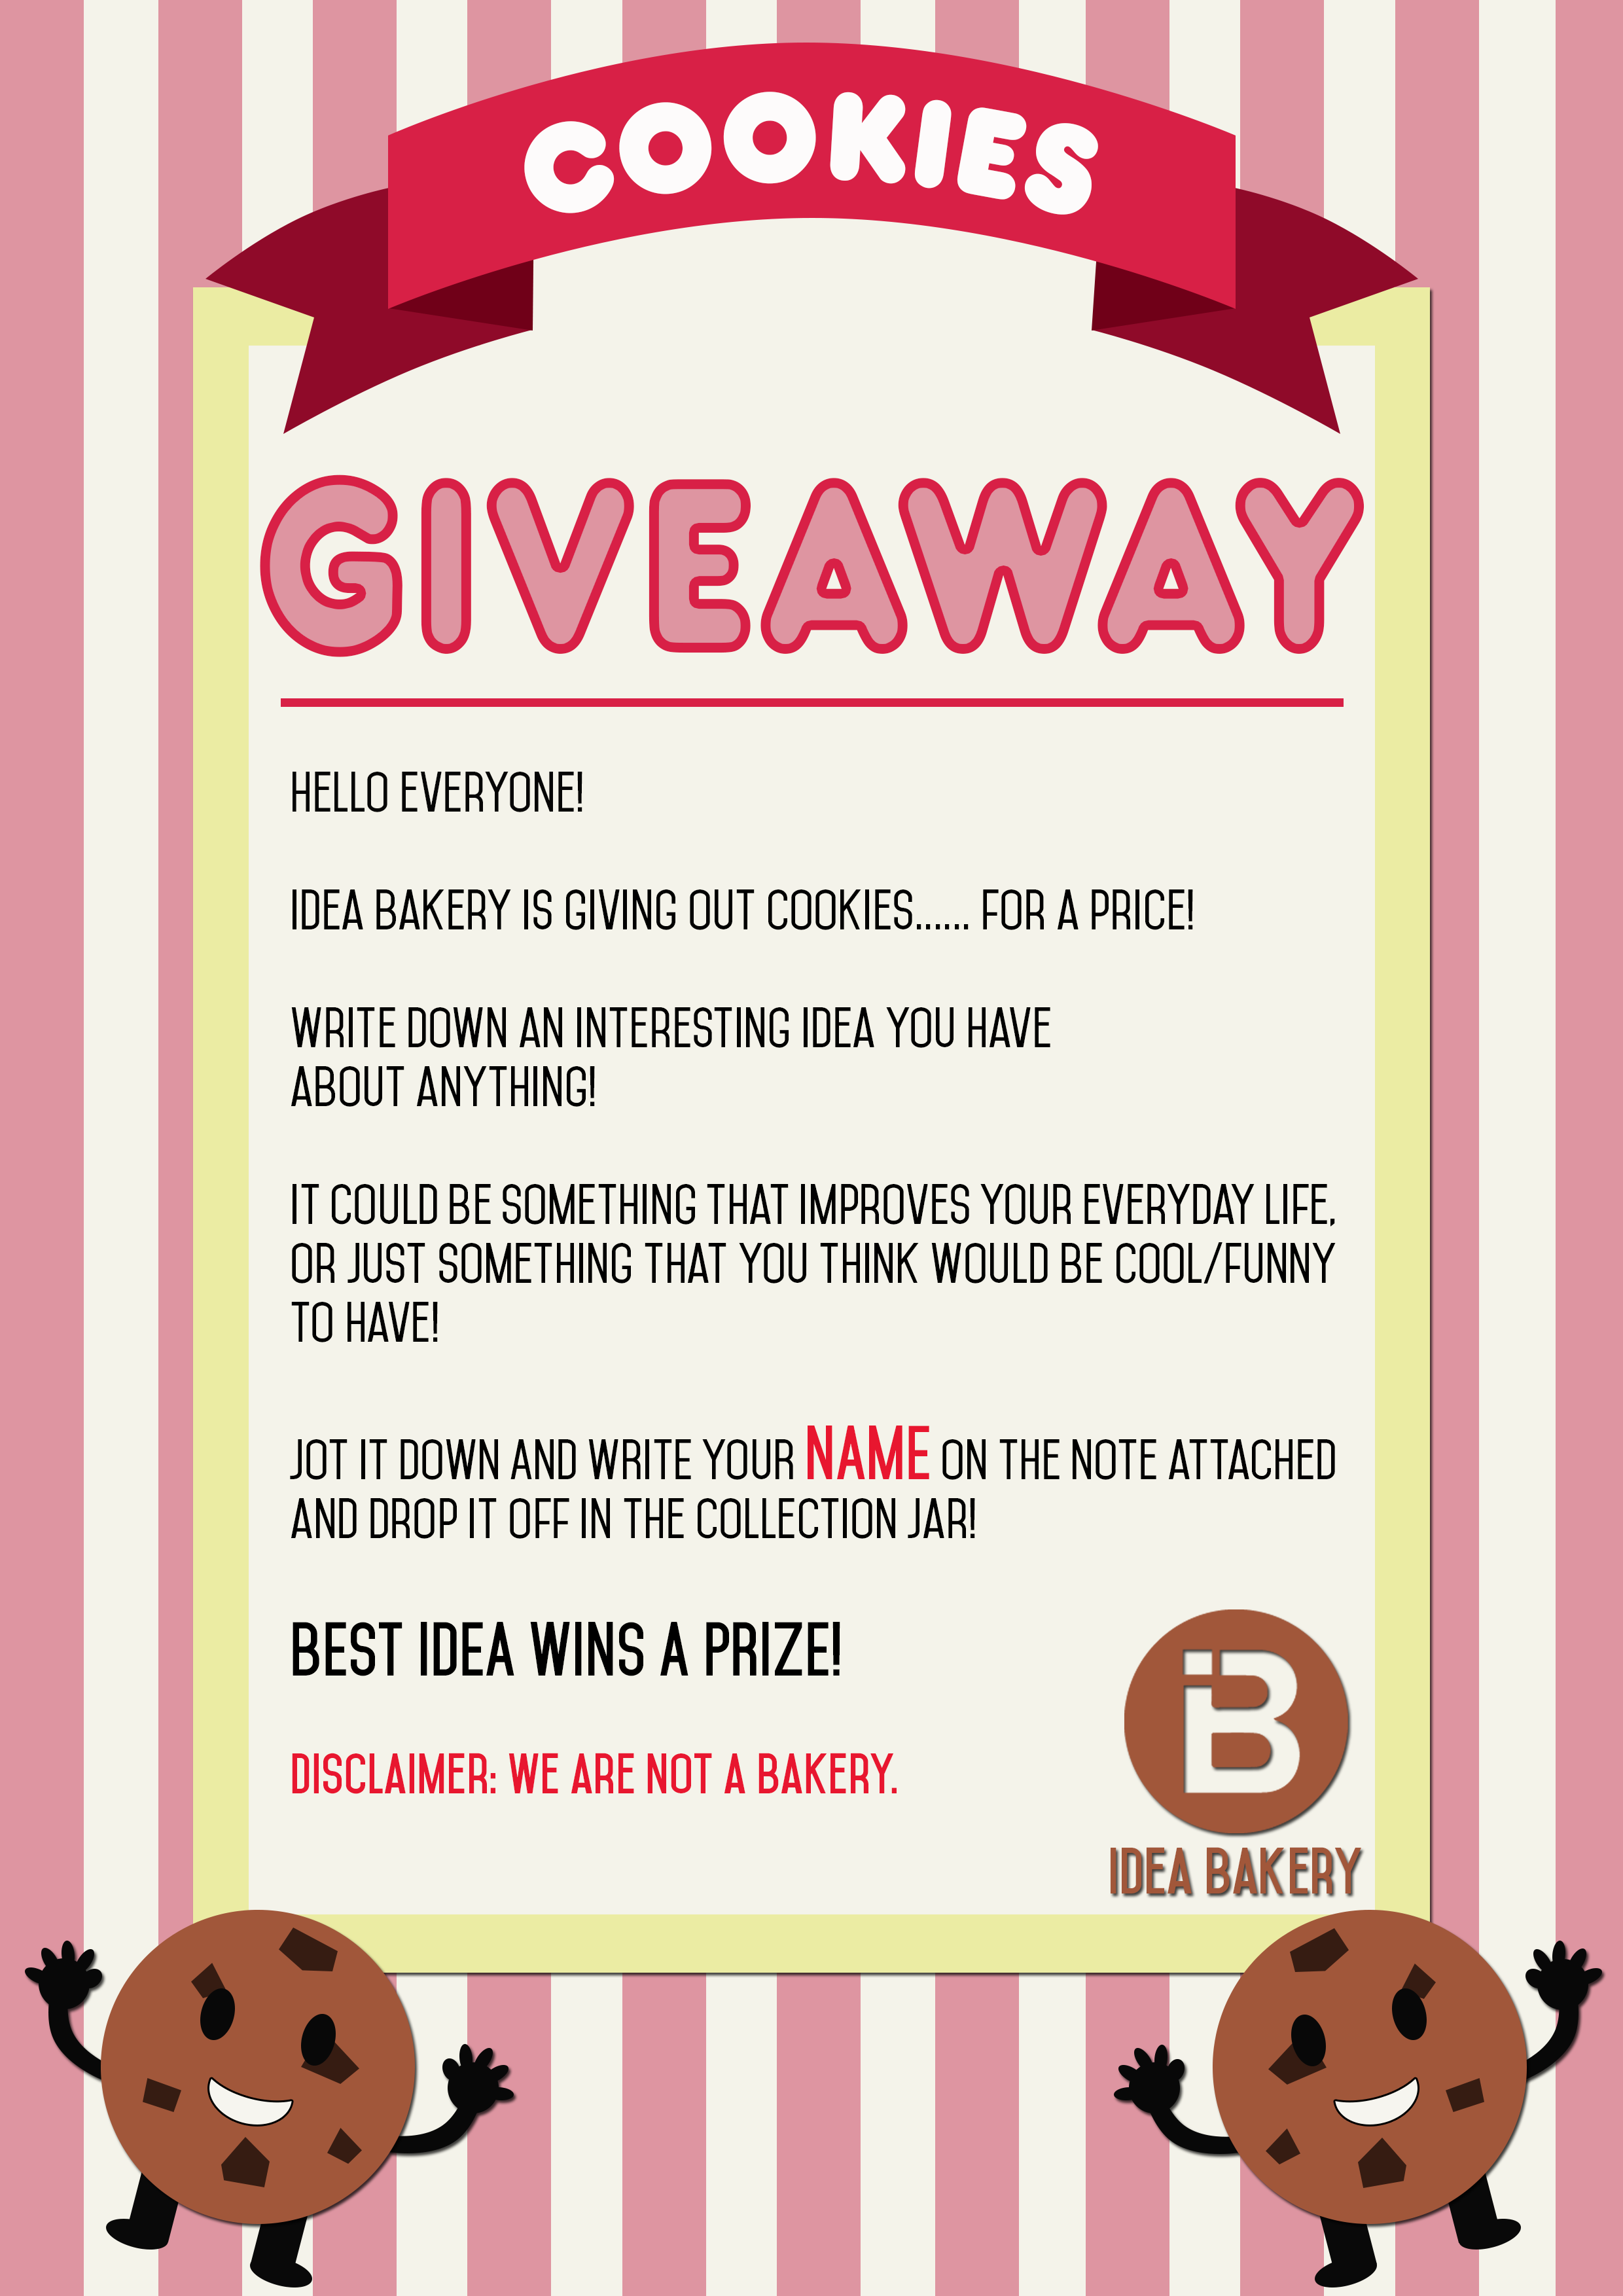 COOKIES
GIVEAWAY
HELLO EVERYONE!
IDEA BAKERY IS GIVING OUT COOKIES...... FOR A PRICE!
WRITE DOWN AN INTERESTING IDEA YOU HAVE
ABOUT ANYTHING!
IT COULD BE SOMETHING THAT IMPROVES YOUR EVERYDAY LIFE,
OR JUST SOMETHING THAT YOU THINK WOULD BE COOL/FUNNY
TO HAVE!
JOT IT DOWN AND WRITE YOUR NAME ON THE NOTE ATTACHED
AND DROP IT OFF IN THE COLLECTION JAR!
BEST IDEA WINS A PRIZE!
DISCLAIMER: WE ARE NOT A BAKERY.
iB
IDEA BAKERY